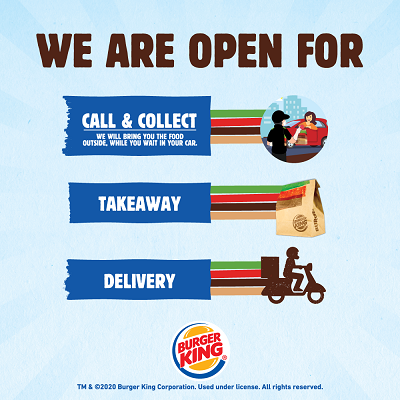 WE ARE OPEN FOR
CALL & COLLECT
WE WILL BRING YOU THE FOOD
OUTSIDE, WHILE YOU WAIT IN YOUR CAR.
TAKEAWAY
DELIVERY
BURGER
KING
®
TM & ©2020 Burger King Corporation. Used under license. All rights reserved.